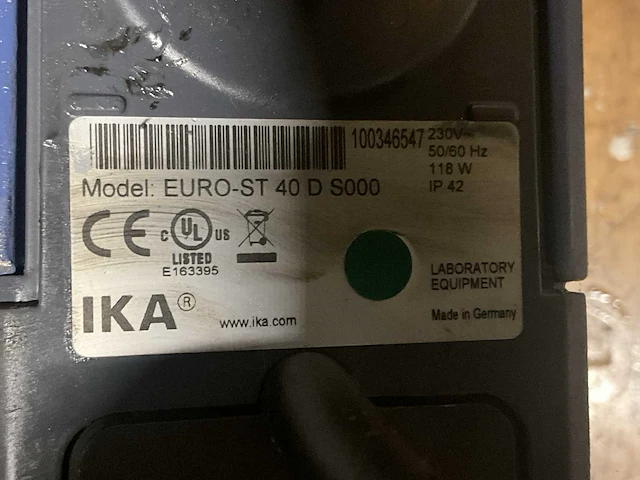 100346547
230V~
50/60 Hz
118 W
IP 42
Model: EURO-ST 40 D S000
CE
c UL US
LISTED
E163395
LABORATORY
EQUIPMENT
IKA®
www.ika.com
Made in Germany